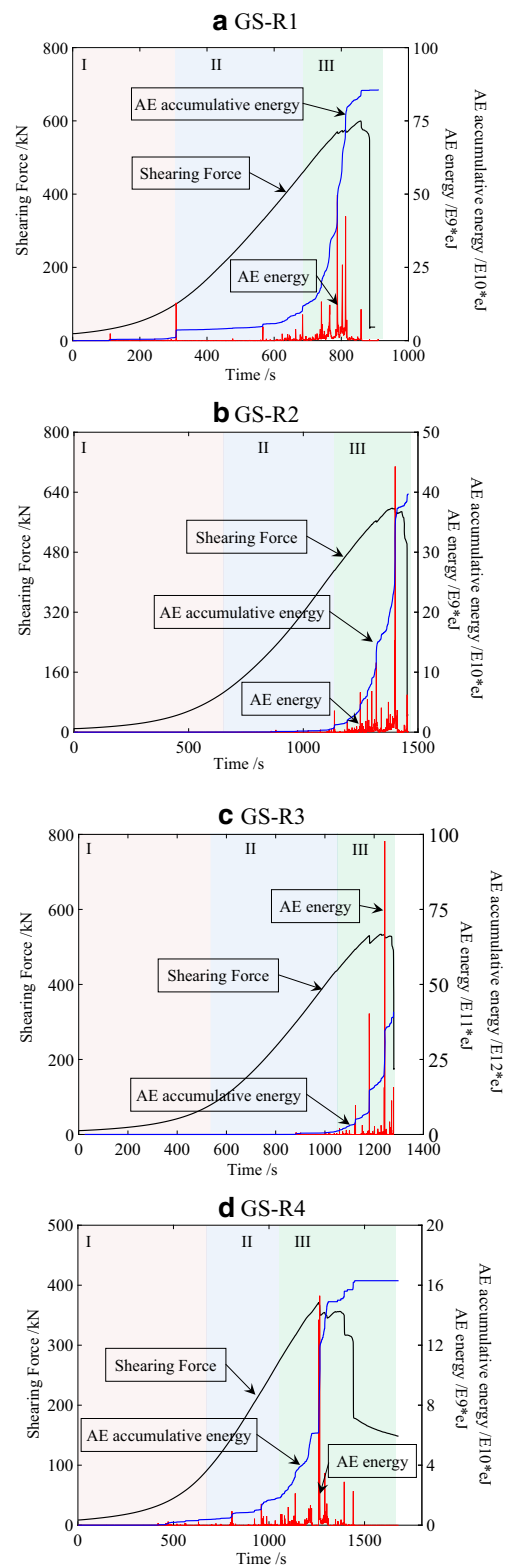 a GS-R1
I II III
AE accumulative energy
Shearing Force
AE energy
Shearing Force /kN
800
600
400
200
0
100
75
50
25
0
AE energy /E9*eJ
AE accumulative energy /E10*eJ
0 200 400 600 800 1000
Time /s
b GS-R2
I II III
Shearing Force
AE accumulative energy
AE energy
Shearing Force /kN
800
640
480
320
160
0
50
40
30
20
10
0
AE energy /E9*eJ
AE accumulative energy /E10*eJ
0 500 1000 1500
Time /s
c GS-R3
I II III
AE energy
Shearing Force
AE accumulative energy
Shearing Force /kN
800
600
400
200
0
100
75
50
25
0
AE energy /E11*eJ
AE accumulative energy /E12*eJ
0 200 400 600 800 1000 1200 1400
Time /s
d GS-R4
I II III
Shearing Force
AE accumulative energy
AE energy
Shearing Force /kN
500
400
300
200
100
0
20
16
12
8
4
0
AE energy /E9*eJ
AE accumulative energy /E10*eJ
0 500 1000 1500
Time /s